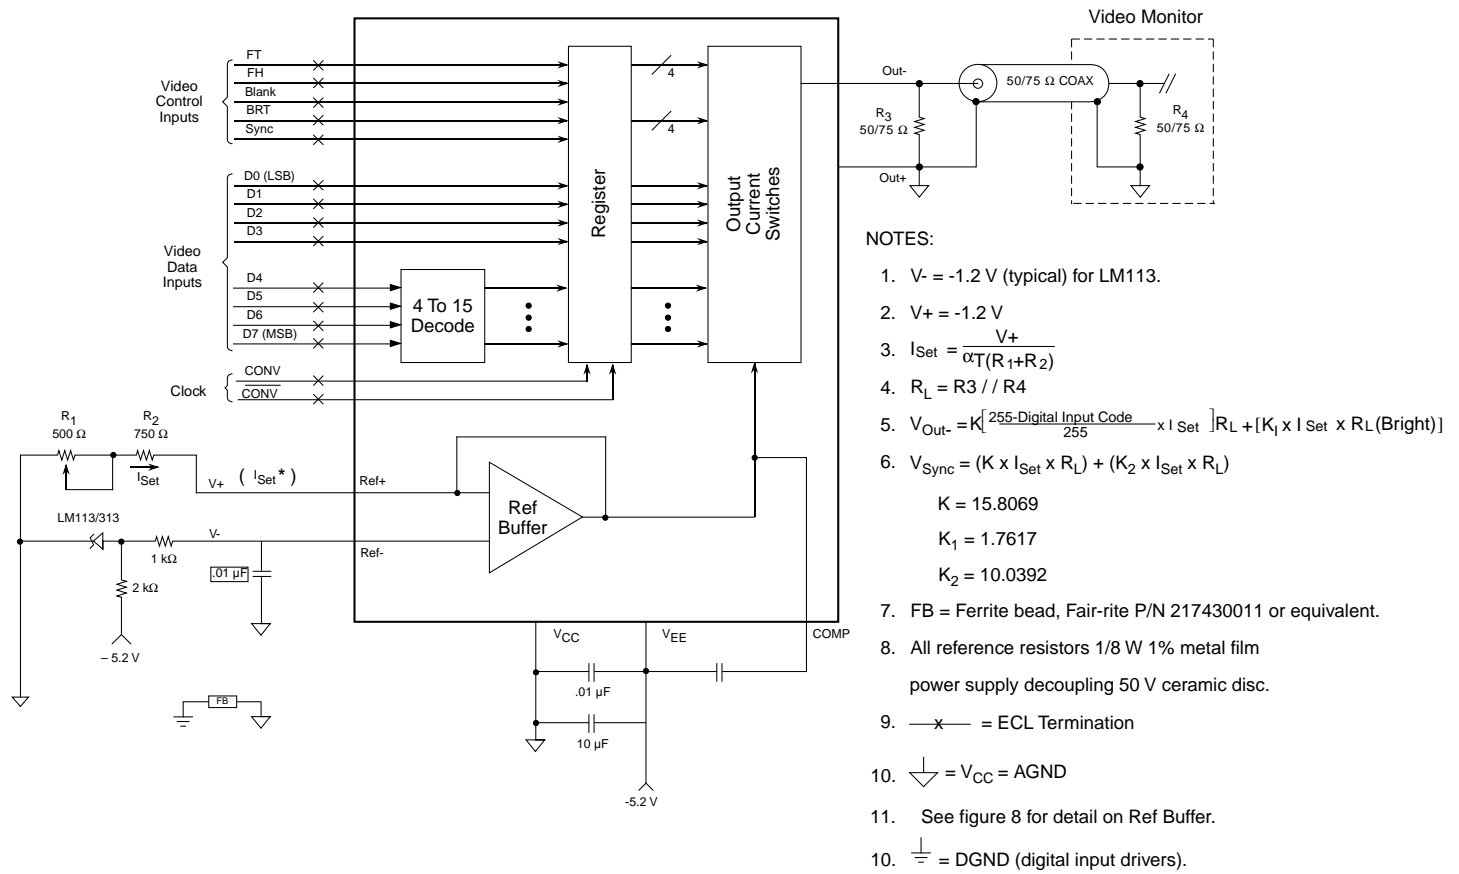 Video Monitor
FT
FH
Blank
BRT
Sync
Video
Control
Inputs
4
4
Out-
50/75 Ω COAX
R3
50/75 Ω
R4
50/75 Ω
Out+
D0 (LSB)
D1
D2
D3
Video
Data
Inputs
D4
D5
D6
D7 (MSB)
4 To 15
Decode
Register
Output
Current
Switches
Clock
CONV
CONV
R1
500 Ω
R2
750 Ω
ISet
V+
( ISet* )
Ref+
Ref
Buffer
LM113/313
V-
Ref-
1 kΩ
.01 µF
2 kΩ
– 5.2 V
FB
VCC
VEE
COMP
.01 µF
10 µF
-5.2 V
NOTES:
1. V- = -1.2 V (typical) for LM113.
2. V+ = -1.2 V
3. ISet = V+ / αT(R1+R2)
4. RL = R3 / / R4
5. VOut- = K[ 255-Digital Input Code / 255 x I Set ]RL + [KI x I Set x RL(Bright)]
6. VSync = (K x ISet x RL) + (K2 x ISet x RL)
K = 15.8069
K1 = 1.7617
K2 = 10.0392
7. FB = Ferrite bead, Fair-rite P/N 217430011 or equivalent.
8. All reference resistors 1/8 W 1% metal film
power supply decoupling 50 V ceramic disc.
9. x = ECL Termination
10. = VCC = AGND
11. See figure 8 for detail on Ref Buffer.
10. = DGND (digital input drivers).